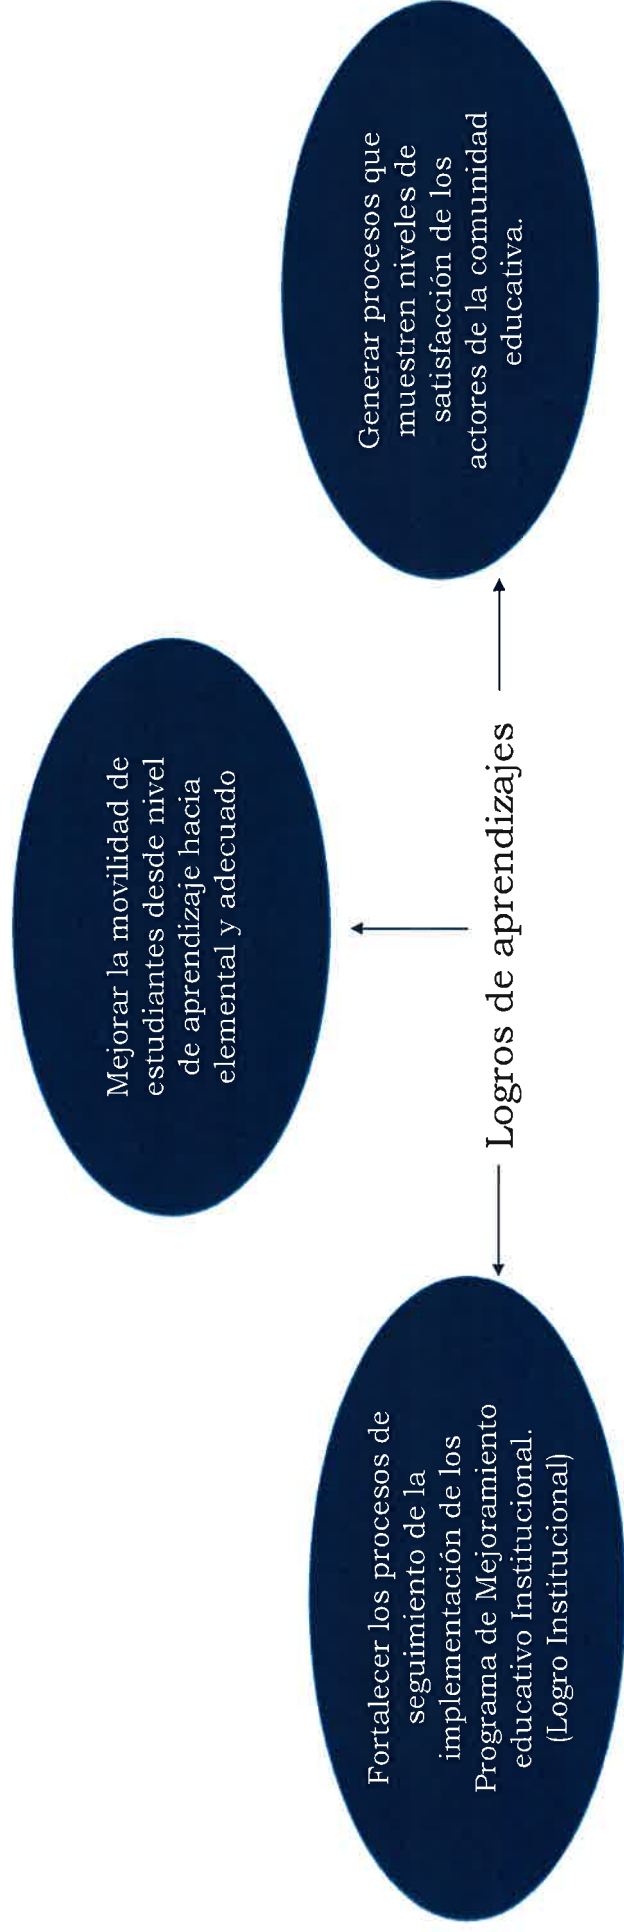 Mejorar la movilidad de
estudiantes desde nivel
de aprendizaje hacia
elemental y adecuado
Fortalecer los procesos de
seguimiento de la
implementación de los
Programa de Mejoramiento
educativo Institucional.
(Logro Institucional)
Logros de aprendizajes
Generar procesos que
muestren niveles de
satisfacción de los
actores de la comunidad
educativa.